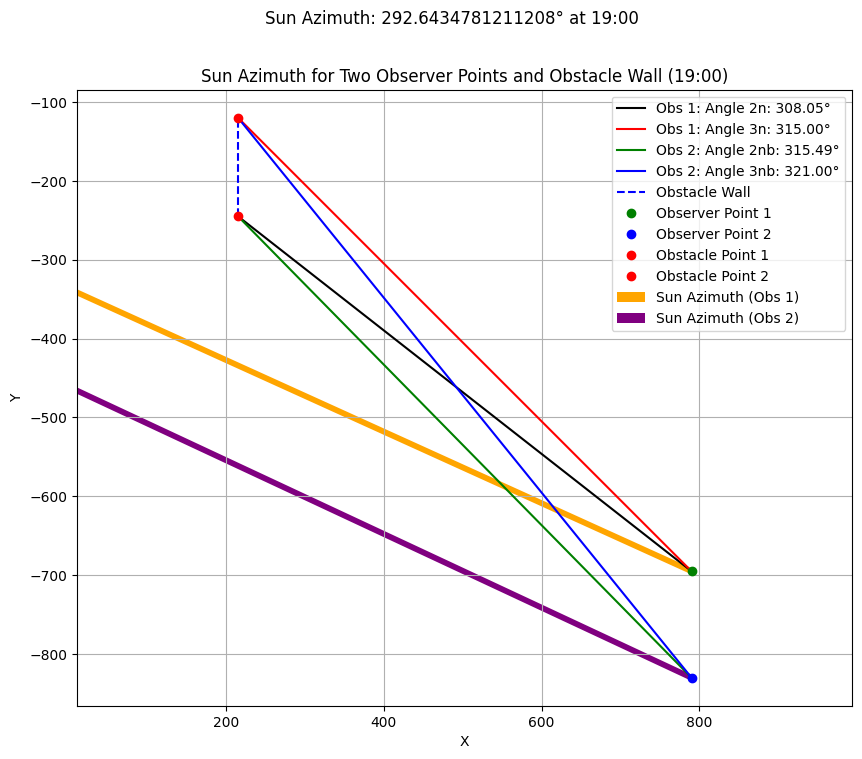 Sun Azimuth: 292.6434781211208° at 19:00
Sun Azimuth for Two Observer Points and Obstacle Wall (19:00)
Obs 1: Angle 2n: 308.05°
Obs 1: Angle 3n: 315.00°
Obs 2: Angle 2nb: 315.49°
Obs 2: Angle 3nb: 321.00°
Obstacle Wall
Observer Point 1
Observer Point 2
Obstacle Point 1
Obstacle Point 2
Sun Azimuth (Obs 1)
Sun Azimuth (Obs 2)
−100
−200
−300
−400
−500
−600
−700
−800
Y
200
400
600
800
X